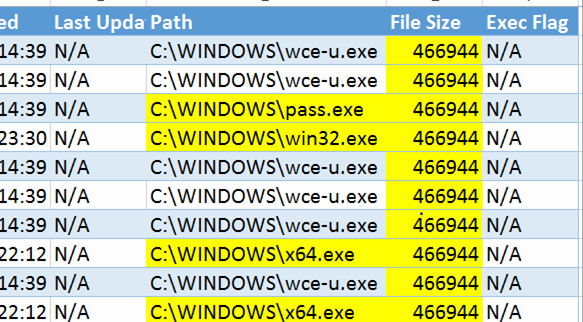 ed Last Upda Path File Size Exec Flag
14:39 N/A C:\WINDOWS\wce-u.exe 466944 N/A
14:39 N/A C:\WINDOWS\wce-u.exe 466944 N/A
14:39 N/A C:\WINDOWS\pass.exe 466944 N/A
23:30 N/A C:\WINDOWS\win32.exe 466944 N/A
14:39 N/A C:\WINDOWS\wce-u.exe 466944 N/A
14:39 N/A C:\WINDOWS\wce-u.exe 466944 N/A
14:39 N/A C:\WINDOWS\wce-u.exe 466944 N/A
22:12 N/A C:\WINDOWS\x64.exe 466944 N/A
14:39 N/A C:\WINDOWS\wce-u.exe 466944 N/A
22:12 N/A C:\WINDOWS\x64.exe 466944 N/A